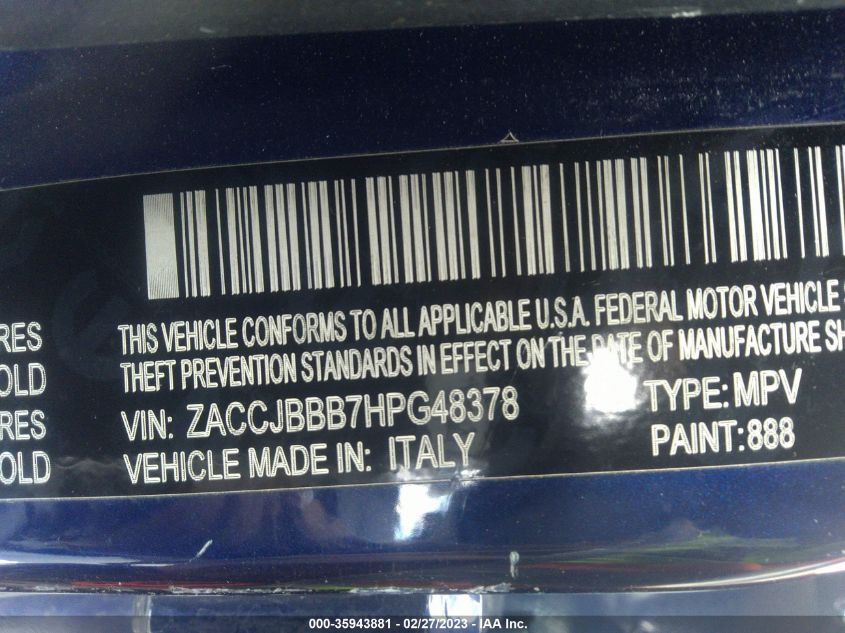 THIS VEHICLE CONFORMS TO ALL APPLICABLE U.S.A. FEDERAL MOTOR VEHICLE
RES
THEFT PREVENTION STANDARDS IN EFFECT ON THE DATE OF MANUFACTURE SH
OLD
VIN: ZACCJBBB7HPG48378 TYPE: MPV
RES
VEHICLE MADE IN: ITALY PAINT: 888
OLD
000-35943881 - 02/27/2023 - IAA Inc.